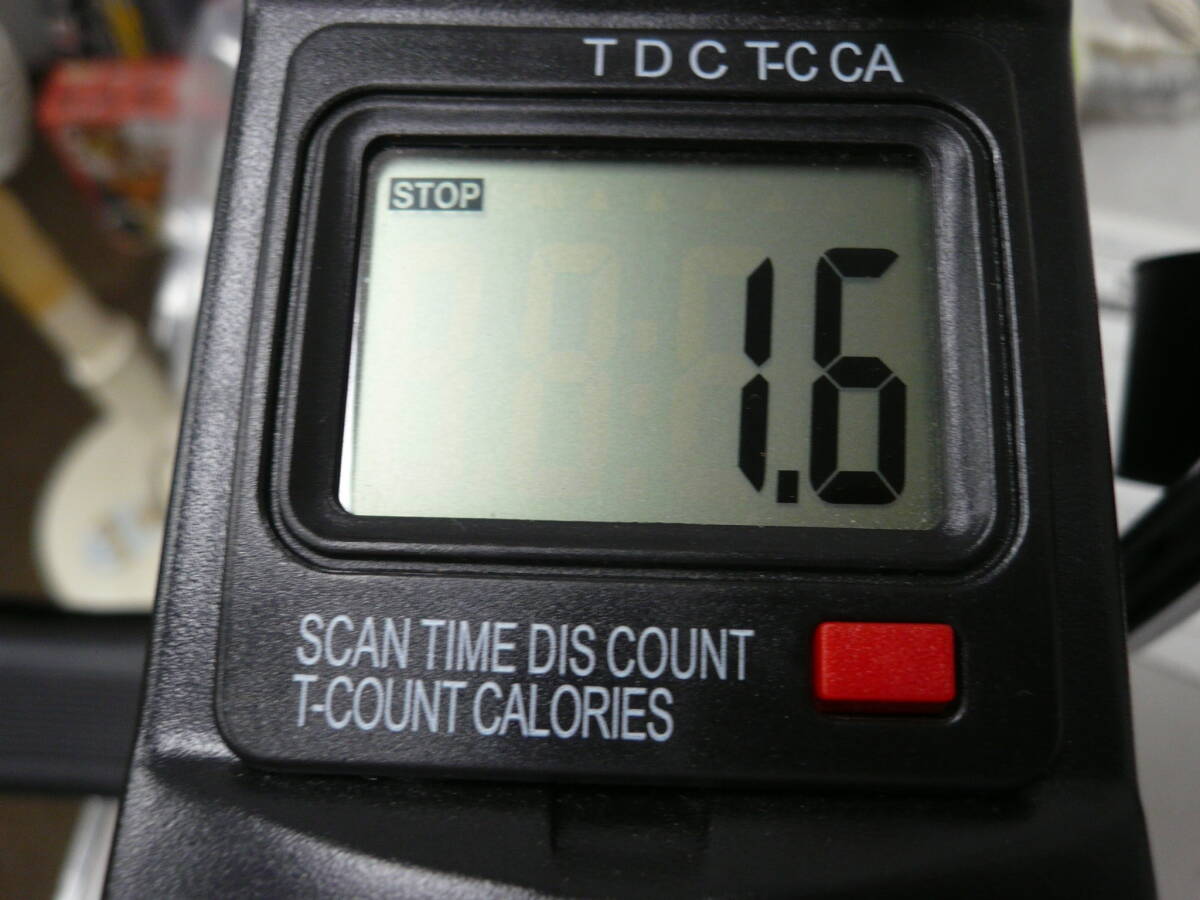 T D C T-C CA
STOP
1.6
SCAN TIME DIS COUNT
T-COUNT CALORIES